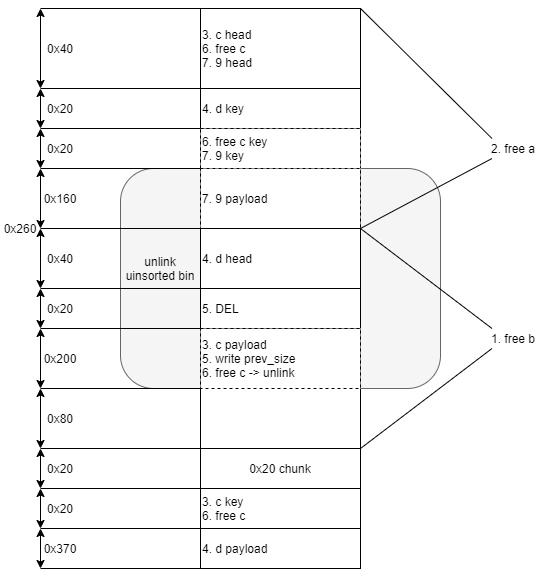 0x40
3. c head
6. free c
7. 9 head
0x20
4. d key
0x20
6. free c key
7. 9 key
2. free a
0x160
7. 9 payload
0x260
0x40
unlink
uinsorted bin
4. d head
0x20
5. DEL
1. free b
0x200
3. c payload
5. write prev_size
6. free c -> unlink
0x80
0x20
0x20 chunk
0x20
3. c key
6. free c
0x370
4. d payload